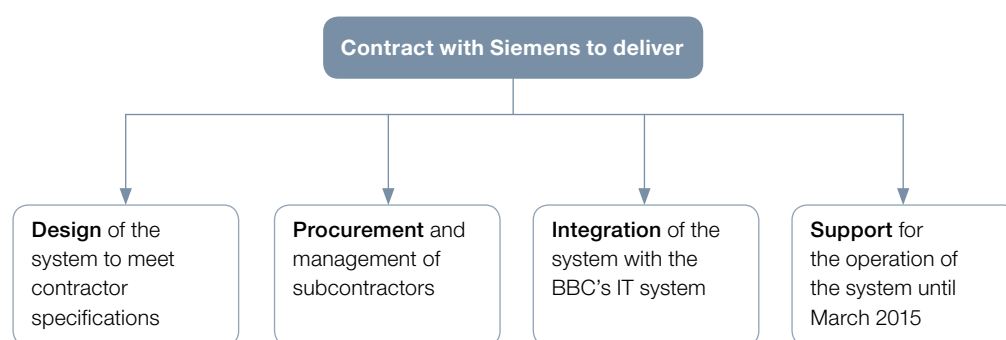 Contract with Siemens to deliver
Design of the
system to meet
contractor
specifications
Procurement and
management of
subcontractors
Integration of the
system with the
BBC's IT system
Support for
the operation of
the system until
March 2015